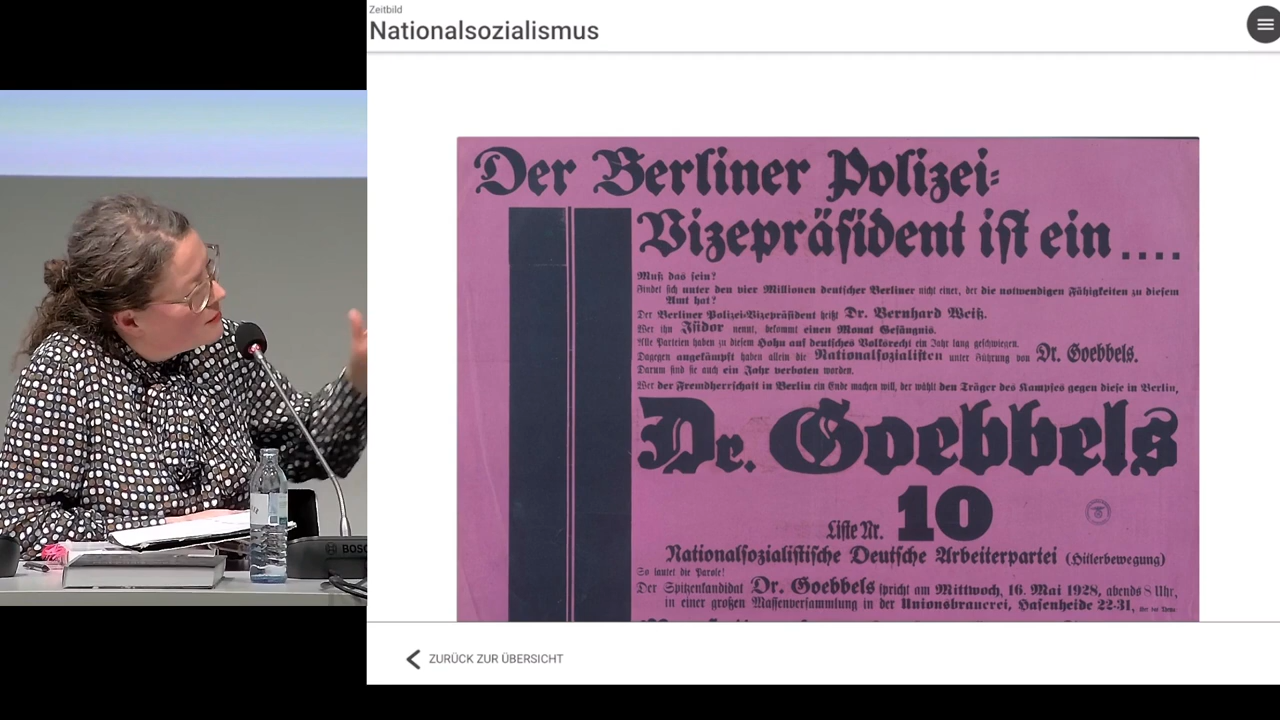 Zeitbild
Nationalsozialismus
Der Berliner Polizei-
Vizepräsident ist ein ....
Muß das sein?
Findet sich unter den vier Millionen deutscher Berliner nicht einer, der die notwendigen Fähigkeiten zu diesem
Amt hat?
Der Berliner Polizei-Vizepräsident heißt Dr. Bernhard Weiß.
Wer ihn Isidor nennt, bekommt einen Monat Gefängnis.
Alle Parteien haben zu diesem Hohn auf deutsches Volksrecht ein Jahr lang geschwiegen.
Dagegen angekämpft haben allein die Nationalsozialisten unter Führung von Dr. Goebbels.
Darum sind sie auch ein Jahr verboten worden.
Wer der Fremdherrschaft in Berlin ein Ende machen will, der wählt den Träger des Kampfes gegen diese in Berlin,
Dr. Goebbels
Liste Nr. 10
Nationalsozialistische Deutsche Arbeiterpartei (Hitlerbewegung)
So lautet die Parole!
Der Spitzenkandidat Dr. Goebbels spricht am Mittwoch, 16. Mai 1928, abends 8 Uhr,
in einer großen Massenversammlung in der Unionsbrauerei, Hasenheide 22-31,
ZURÜCK ZUR ÜBERSICHT
BOSC